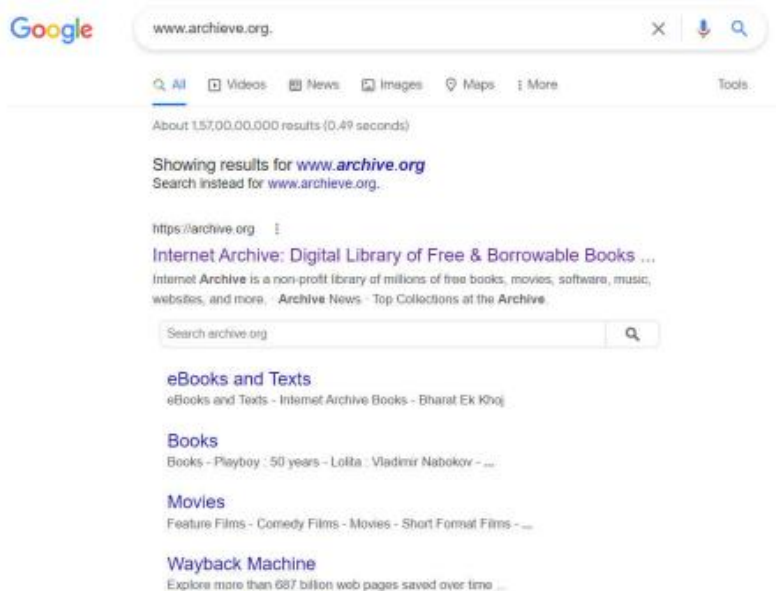 Google
www.archieve.org.
All Videos News Images Maps More Tools
About 1,57,00,00,000 results (0.49 seconds)
Showing results for www.archive.org
Search instead for www.archieve.org.
https://archive.org
Internet Archive: Digital Library of Free & Borrowable Books ...
Internet Archive is a non-profit library of millions of free books, movies, software, music,
websites, and more. · Archive News · Top Collections at the Archive.
Search archive.org
eBooks and Texts
eBooks and Texts - Internet Archive Books - Bharat Ek Khoj
Books
Books - Playboy : 50 years - Lolita : Vladimir Nabokov - ...
Movies
Feature Films - Comedy Films - Movies - Short Format Films - ...
Wayback Machine
Explore more than 687 billion web pages saved over time ...